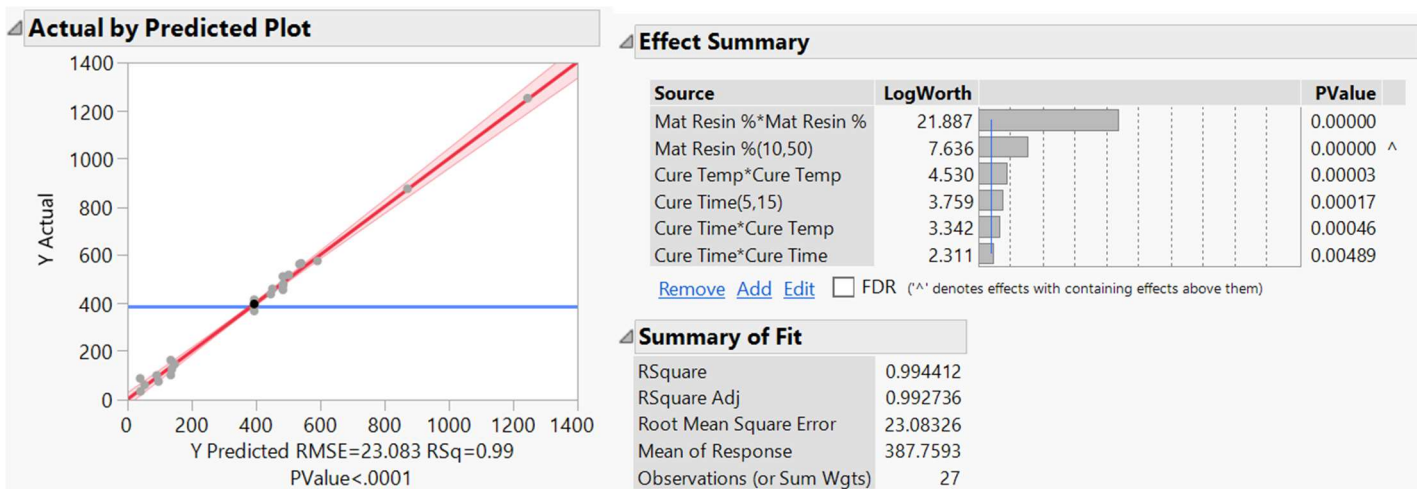 Actual by Predicted Plot
1400
1200
1000
800
600
400
200
0
Y Actual
0 200 400 600 800 1000 1200 1400
Y Predicted RMSE=23.083 RSq=0.99
PValue<.0001
Effect Summary
Source LogWorth PValue
Mat Resin %*Mat Resin % 21.887 0.00000
Mat Resin %(10,50) 7.636 0.00000 ^
Cure Temp*Cure Temp 4.530 0.00003
Cure Time(5,15) 3.759 0.00017
Cure Time*Cure Temp 3.342 0.00046
Cure Time*Cure Time 2.311 0.00489
Remove Add Edit FDR ('^' denotes effects with containing effects above them)
Summary of Fit
RSquare 0.994412
RSquare Adj 0.992736
Root Mean Square Error 23.08326
Mean of Response 387.7593
Observations (or Sum Wgts) 27